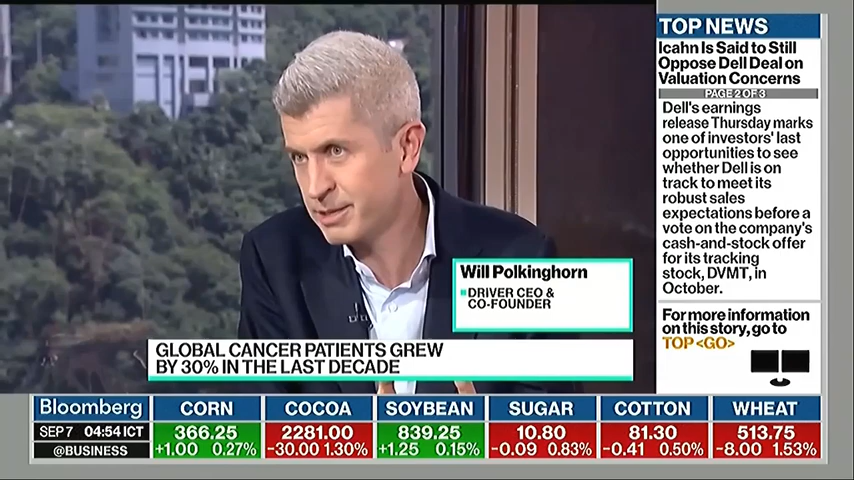 TOP NEWS
Icahn Is Said to Still
Oppose Dell Deal on
Valuation Concerns
PAGE 2 OF 3
Dell's earnings
release Thursday marks
one of investors' last
opportunities to see
whether Dell is on
track to meet its
robust sales
expectations before a
vote on the company's
cash-and-stock offer
for its tracking
stock, DVMT, in
October.
For more information
on this story, go to
TOP <GO>
Will Polkinghorn
DRIVER CEO &
CO-FOUNDER
GLOBAL CANCER PATIENTS GREW
BY 30% IN THE LAST DECADE
Bloomberg
SEP 7 04:54 ICT
@BUSINESS
CORN
366.25
+1.00 0.27%
COCOA
2281.00
-30.00 1.30%
SOYBEAN
839.25
+1.25 0.15%
SUGAR
10.80
-0.09 0.83%
COTTON
81.30
-0.41 0.50%
WHEAT
513.75
-8.00 1.53%